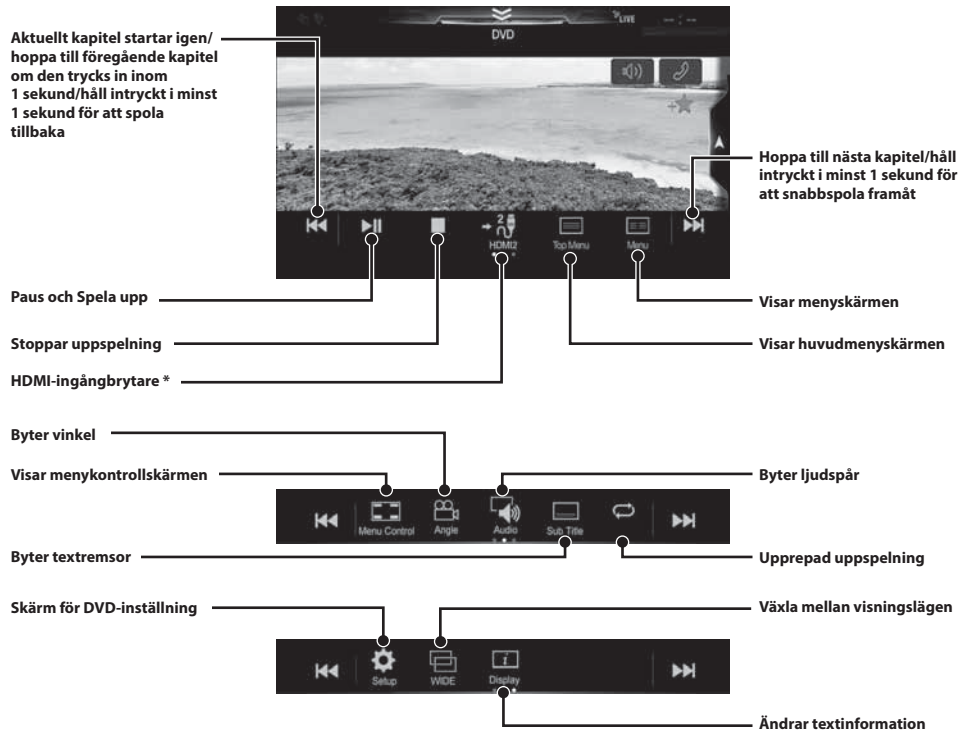 LIVE
-- : --
DVD
Aktuellt kapitel startar igen/
hoppa till föregående kapitel
om den trycks in inom
1 sekund/håll intryckt i minst
1 sekund för att spola
tillbaka
Hoppa till nästa kapitel/håll
intryckt i minst 1 sekund för
att snabbspola framåt
2
HDMI2
Top Menu
Menu
Paus och Spela upp
Visar menyskärmen
Stoppar uppspelning
Visar huvudmenyskärmen
HDMI-ingångbrytare *
Byter vinkel
Visar menykontrollskärmen
Byter ljudspår
Menu Control
Angle
Audio
Sub Title
Byter textremsor
Upprepad uppspelning
Skärm för DVD-inställning
Växla mellan visningslägen
Setup
WIDE
Display
Ändrar textinformation